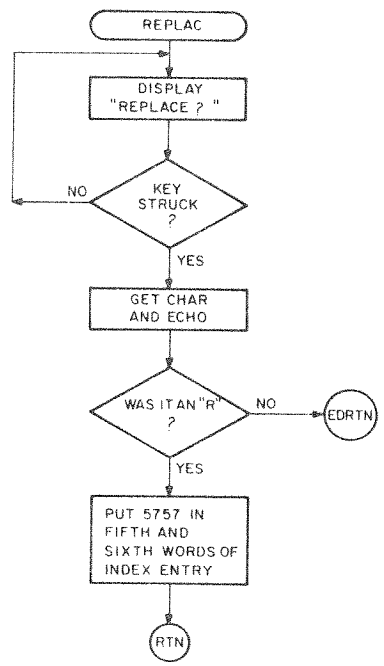 REPLAC
DISPLAY
"REPLACE ? "
NO
KEY
STRUCK
?
YES
GET CHAR
AND ECHO
WAS IT AN "R"
?
NO
EDRTN
YES
PUT 5757 IN
FIFTH AND
SIXTH WORDS OF
INDEX ENTRY
RTN